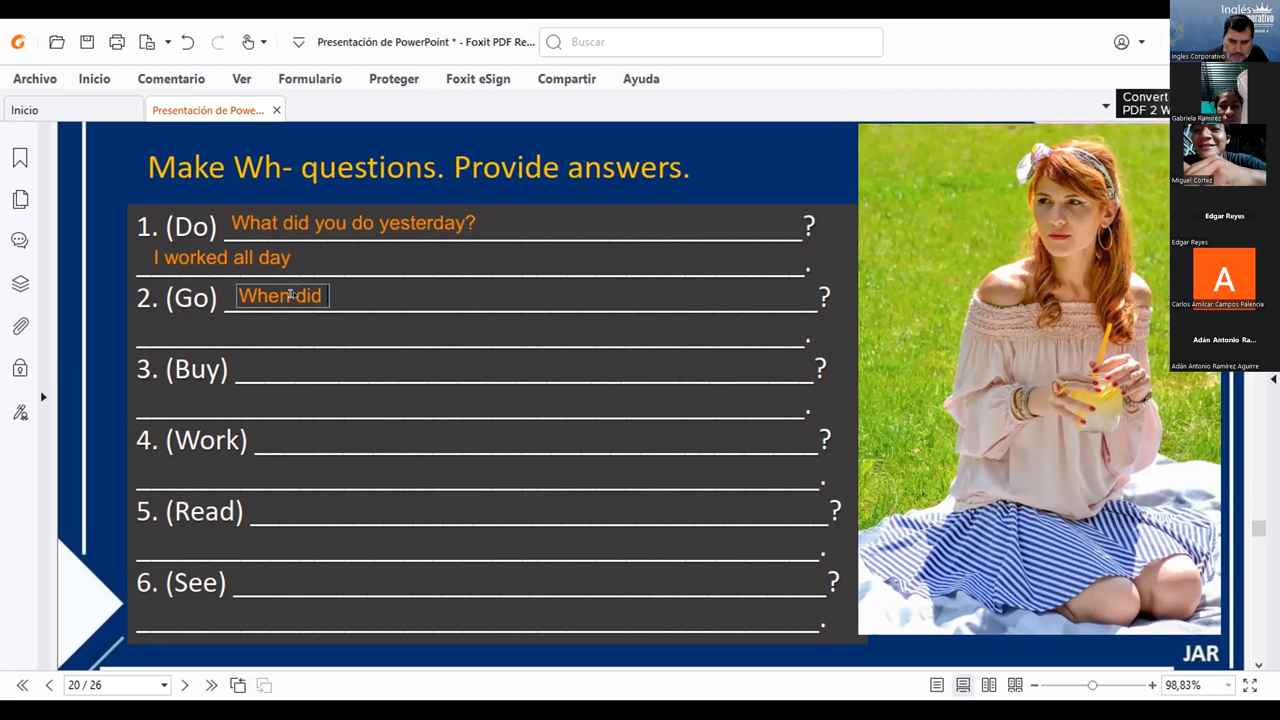 Presentación de PowerPoint * - Foxit PDF Re...
Buscar
Archivo Inicio Comentario Ver Formulario Proteger Foxit eSign Compartir Ayuda
Inicio
Presentación de Powe...
Convert
PDF 2 W
Make Wh- questions. Provide answers.
1. (Do) What did you do yesterday? ?
I worked all day .
2. (Go) When did ?
.
3. (Buy) ?
.
4. (Work) ?
.
5. (Read) ?
.
6. (See) ?
.
JAR
20 / 26
98,83%
Inglés
Corporativo
Ingles Corporativo
Gabriela Ramírez
Miguel Cortez
Edgar Reyes
Edgar Reyes
A
Carlos Amilcar Campos Palencia
Adán Antonio Ra...
Adán Antonio Ramírez Aguirre